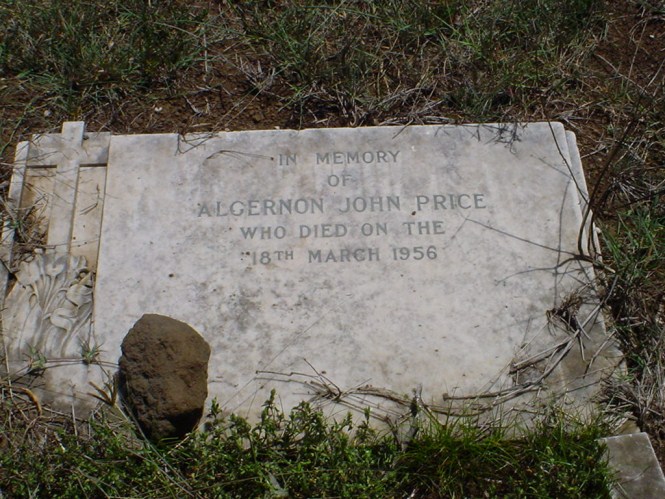 IN MEMORY
OF
ALGERNON JOHN PRICE
WHO DIED ON THE
18TH MARCH 1956